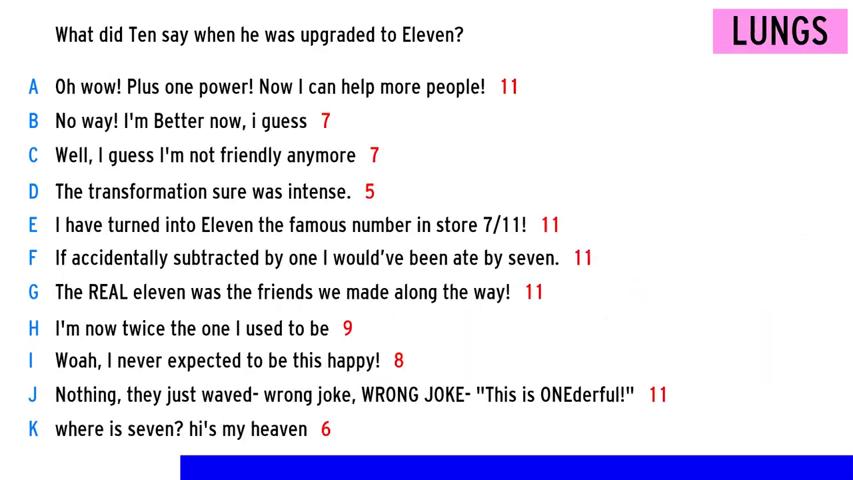 What did Ten say when he was upgraded to Eleven?
LUNGS
A Oh wow! Plus one power! Now I can help more people! 11
B No way! I'm Better now, i guess 7
C Well, I guess I'm not friendly anymore 7
D The transformation sure was intense. 5
E I have turned into Eleven the famous number in store 7/11! 11
F If accidentally subtracted by one I would’ve been ate by seven. 11
G The REAL eleven was the friends we made along the way! 11
H I'm now twice the one I used to be 9
I Woah, I never expected to be this happy! 8
J Nothing, they just waved- wrong joke, WRONG JOKE- "This is ONEderful!" 11
K where is seven? hi's my heaven 6